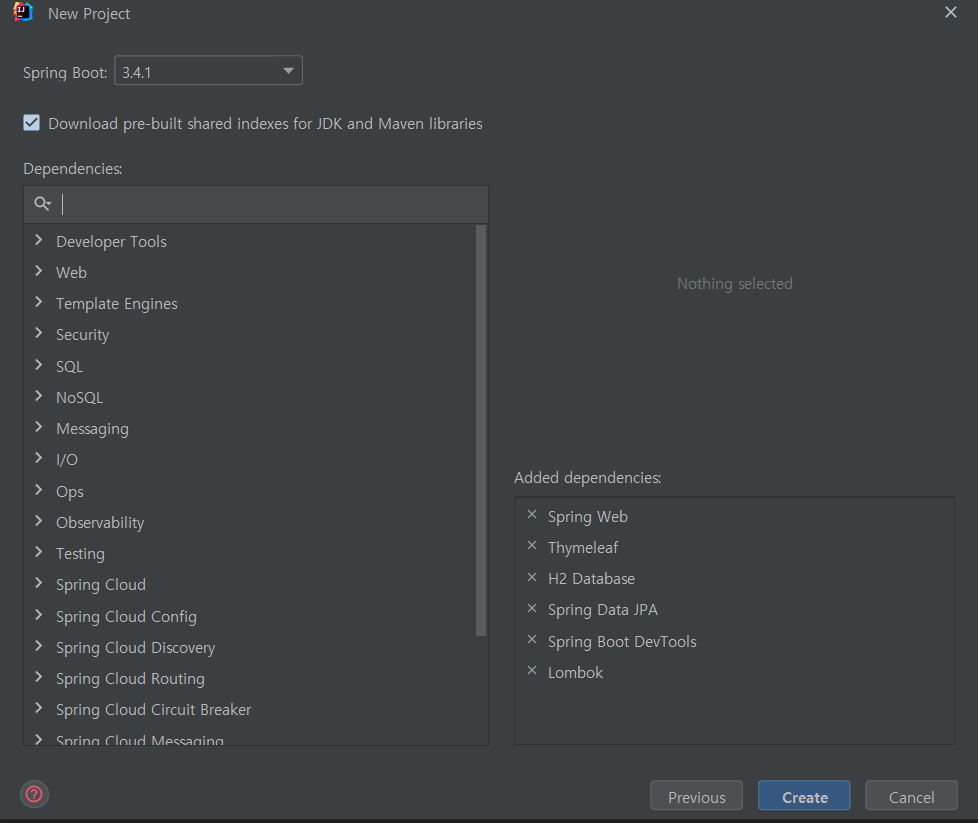 New Project
Spring Boot: 3.4.1
Download pre-built shared indexes for JDK and Maven libraries
Dependencies:
Developer Tools
Web
Template Engines
Security
SQL
NoSQL
Messaging
I/O
Ops
Observability
Testing
Spring Cloud
Spring Cloud Config
Spring Cloud Discovery
Spring Cloud Routing
Spring Cloud Circuit Breaker
Spring Cloud Messaging
Nothing selected
Added dependencies:
Spring Web
Thymeleaf
H2 Database
Spring Data JPA
Spring Boot DevTools
Lombok
Previous
Create
Cancel